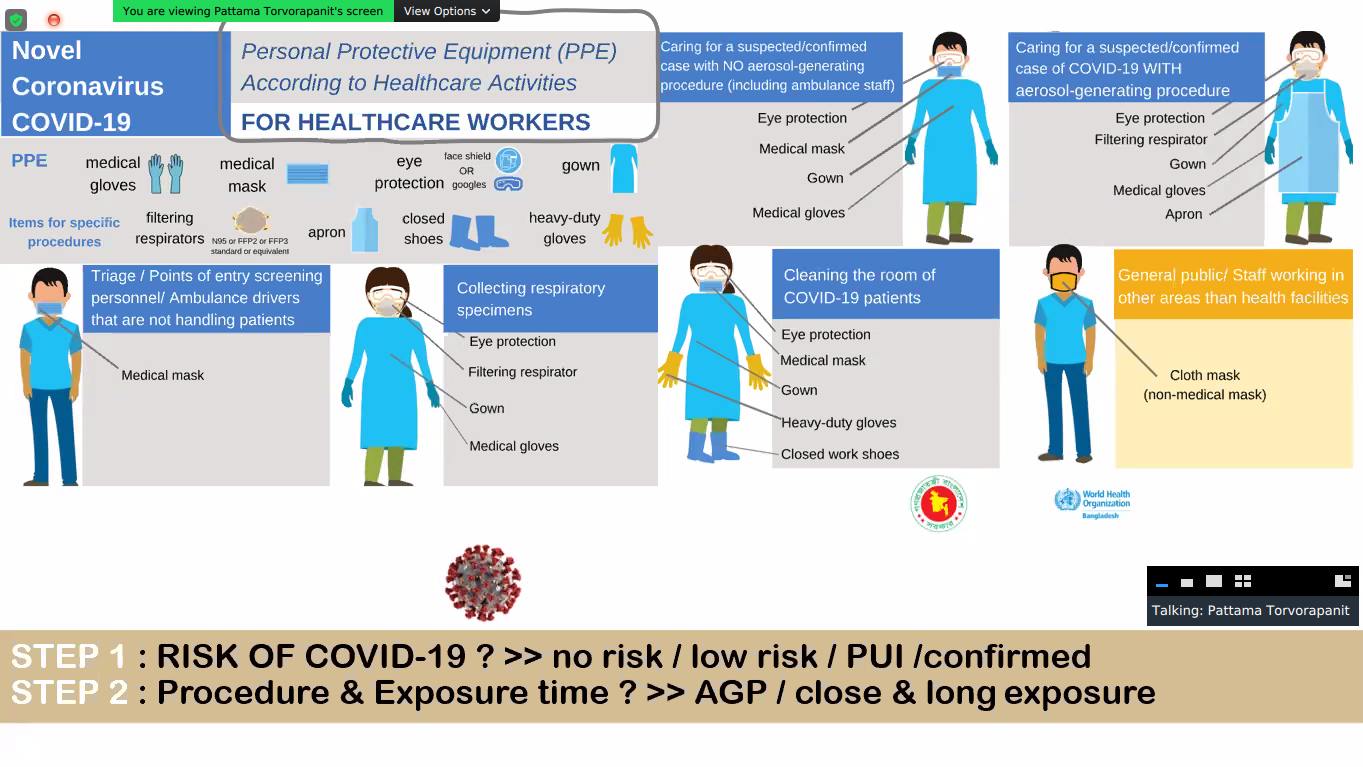 You are viewing Pattama Torvorapanit's screen
View Options
Novel
Coronavirus
COVID-19
Personal Protective Equipment (PPE)
According to Healthcare Activities
FOR HEALTHCARE WORKERS
PPE
medical
gloves
medical
mask
eye
protection
face shield
OR
googles
gown
Items for specific
procedures
filtering
respirators
N95 or FFP2 or FFP3
standard or equivalent
apron
closed
shoes
heavy-duty
gloves
Caring for a suspected/confirmed
case with NO aerosol-generating
procedure (including ambulance staff)
Eye protection
Medical mask
Gown
Medical gloves
Caring for a suspected/confirmed
case of COVID-19 WITH
aerosol-generating procedure
Eye protection
Filtering respirator
Gown
Medical gloves
Apron
Triage / Points of entry screening
personnel/ Ambulance drivers
that are not handling patients
Medical mask
Collecting respiratory
specimens
Eye protection
Filtering respirator
Gown
Medical gloves
Cleaning the room of
COVID-19 patients
Eye protection
Medical mask
Gown
Heavy-duty gloves
Closed work shoes
General public/ Staff working in
other areas than health facilities
Cloth mask
(non-medical mask)
World Health
Organization
Bangladesh
Talking: Pattama Torvorapanit
STEP 1 : RISK OF COVID-19 ? >> no risk / low risk / PUI /confirmed
STEP 2 : Procedure & Exposure time ? >> AGP / close & long exposure